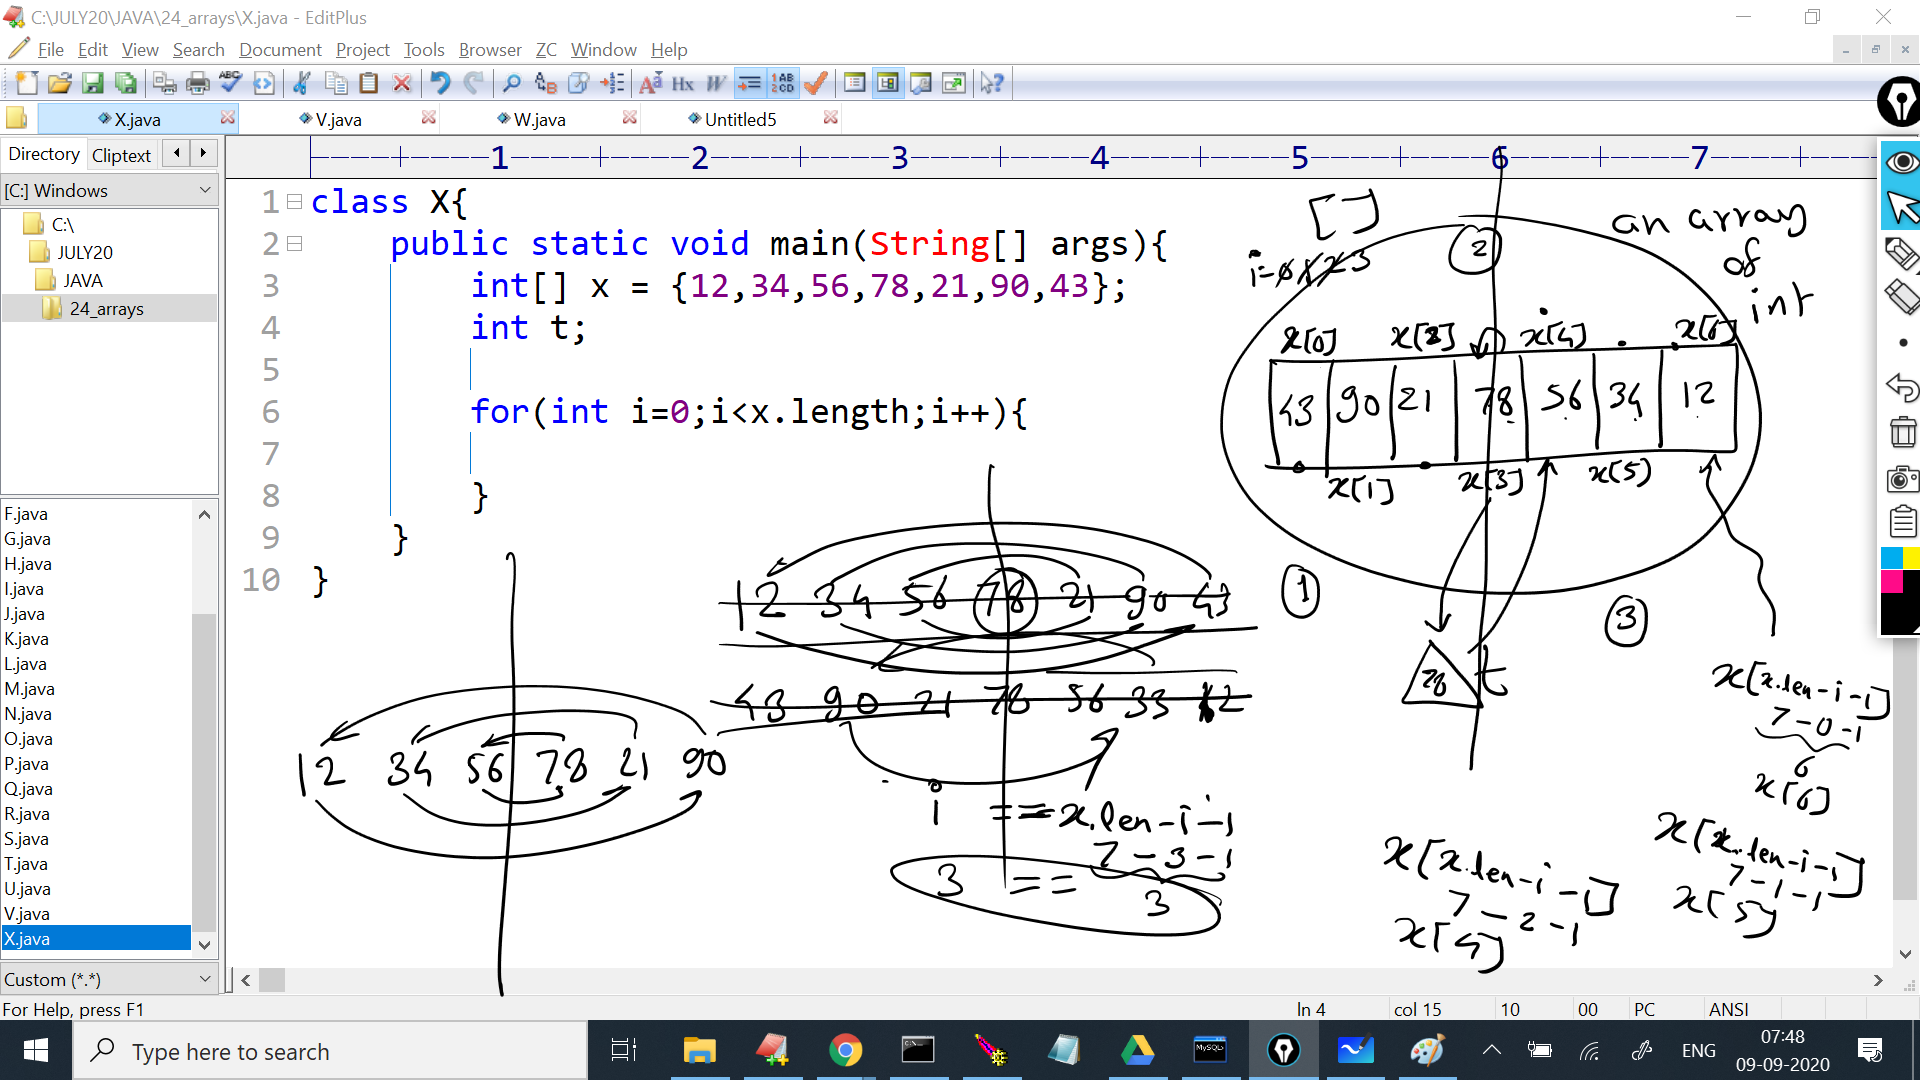 C:\JULY20\JAVA\24_arrays\X.java - EditPlus
File Edit View Search Document Project Tools Browser ZC Window Help
X.java V.java W.java Untitled5
Directory Cliptext
[C:] Windows
C:\
JULY20
JAVA
24_arrays
F.java
G.java
H.java
I.java
J.java
K.java
L.java
M.java
N.java
O.java
P.java
Q.java
R.java
S.java
T.java
U.java
V.java
X.java
Custom (*.*)
1 2 3 4 5 6 7
1 class X{
2 public static void main(String[] args){
3 int[] x = {12,34,56,78,21,90,43};
4 int t;
5
6 for(int i=0;i<x.length;i++){
7
8 }
9 }
10 }
[]
an array
of
int
2
x[0] x[2] x[4] x[6]
43 90 21 78 56 34 12
x[1] x[3] x[5]
1
3
78 t
12 34 56 78 21 90 43
43 90 21 78 56 33 12
12 34 56 78 21 90
i == x.len-i-1
7-3-1
3 == 3
x[x.len-i-1]
7-0-1
6
x[6]
x[x.len-i-1]
7-1-1
x[5]
x[x.len-i-1]
7-2-1
x[4]
For Help, press F1
ln 4 col 15 10 00 PC ANSI
Type here to search
ENG
07:48
09-09-2020